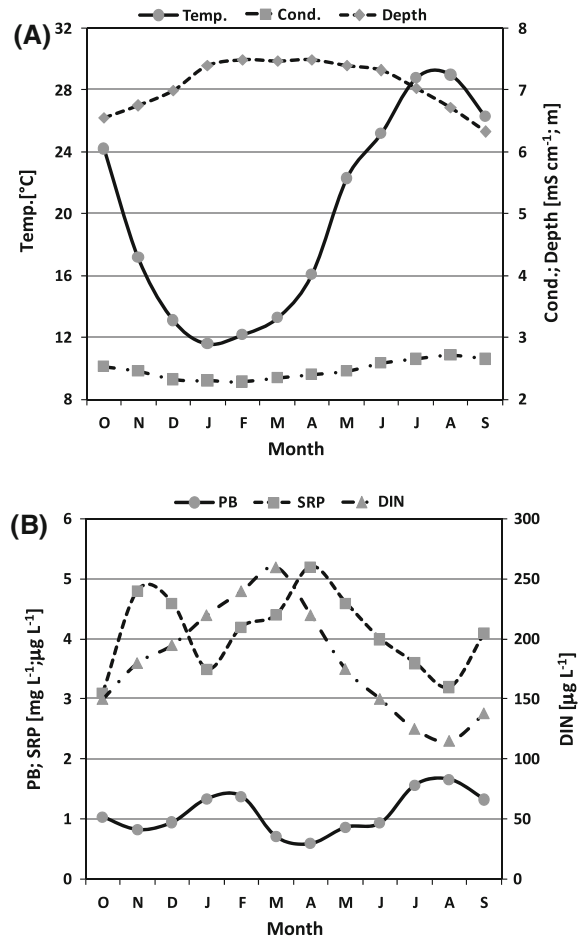 (A)
Temp. Cond. Depth
32
28
24
20
16
12
8
Temp.[°C]
8
7
6
5
4
3
2
Cond.; Depth [mS cm-1; m]
O N D J F M A M J J A S
Month
(B)
PB SRP DIN
6
5
4
3
2
1
0
PB; SRP [mg L-1;µg L-1]
300
250
200
150
100
50
0
DIN [µg L-1]
O N D J F M A M J J A S
Month